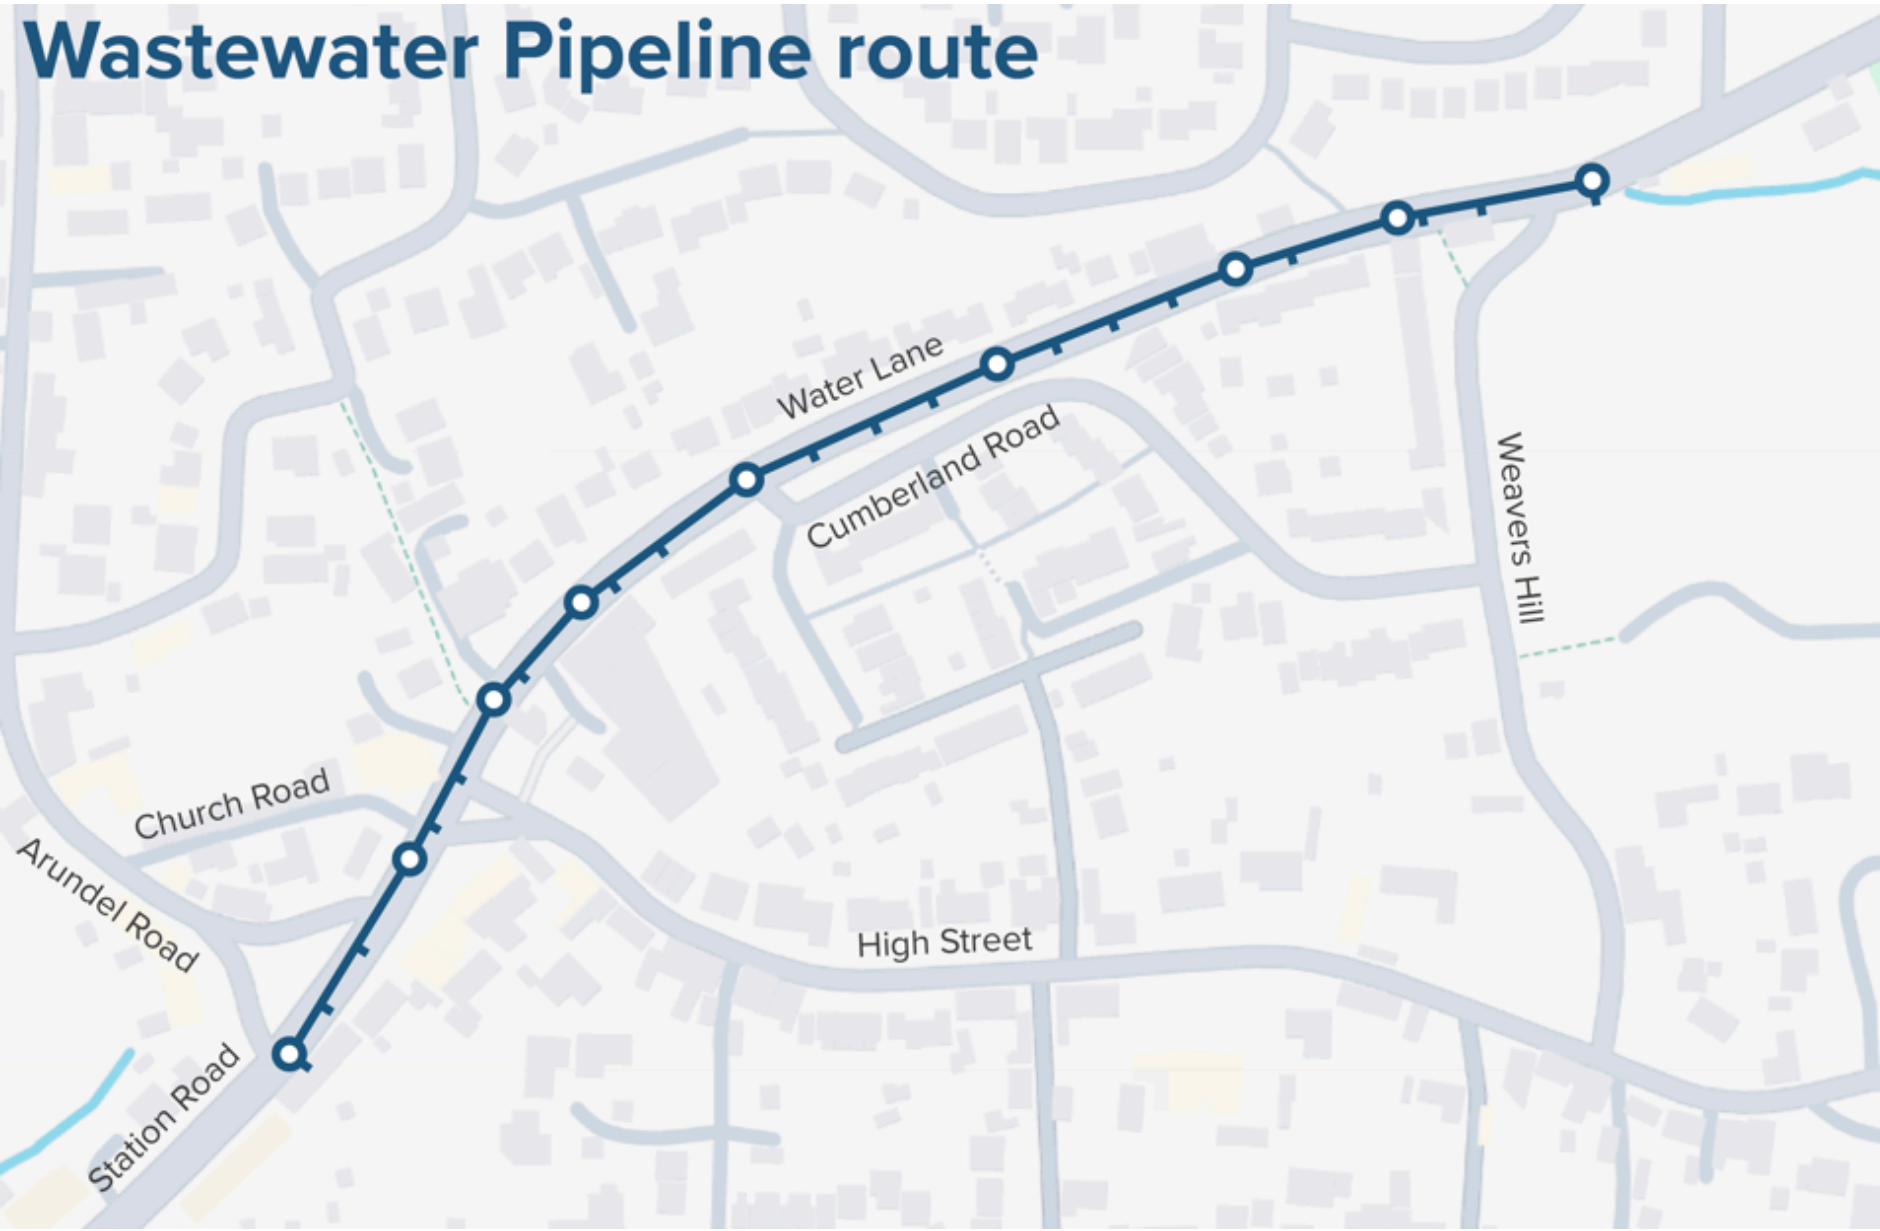 Wastewater Pipeline route
Water Lane
Cumberland Road
Weavers Hill
Church Road
Arundel Road
High Street
Station Road